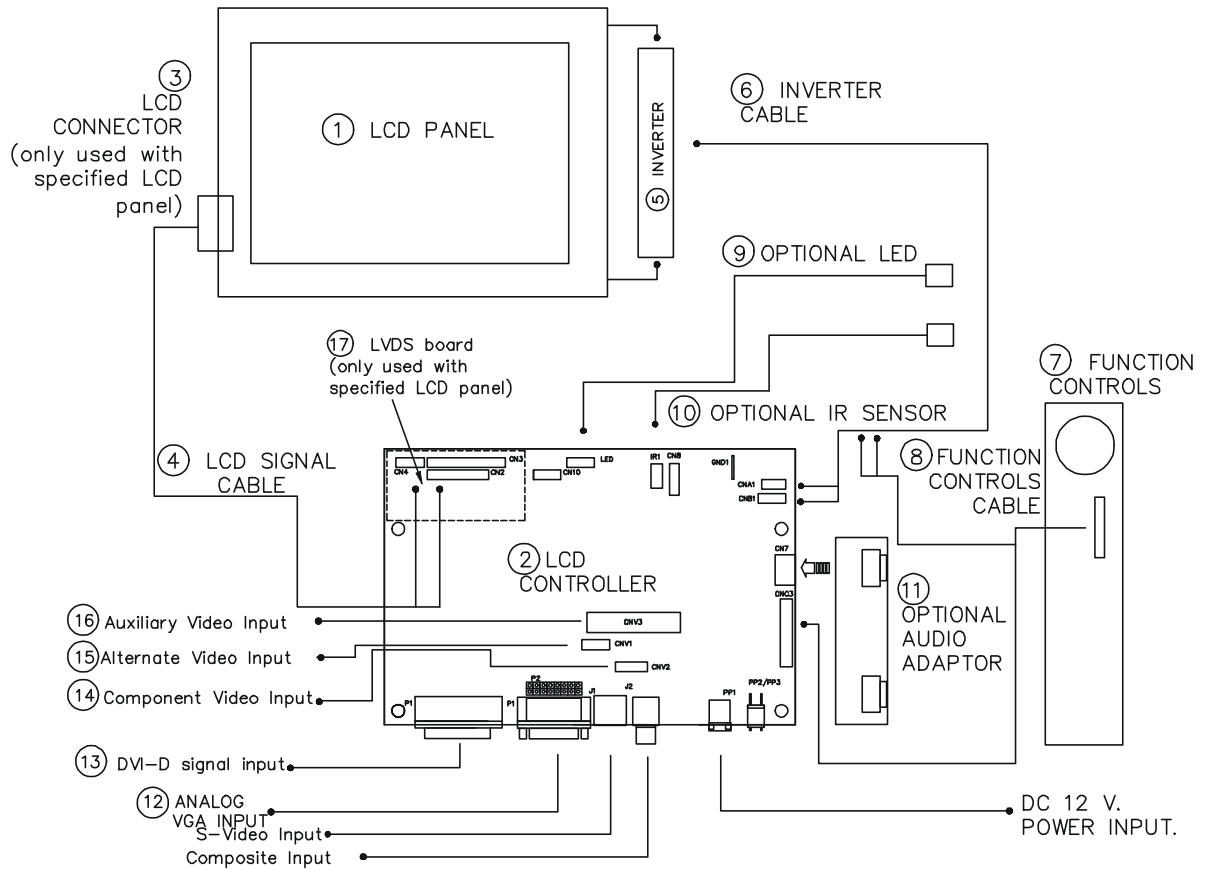 3
LCD
CONNECTOR
(only used with
specified LCD
panel)
1 LCD PANEL
5 INVERTER
6 INVERTER
CABLE
9 OPTIONAL LED
17 LVDS board
(only used with
specified LCD panel)
10 OPTIONAL IR SENSOR
7 FUNCTION
CONTROLS
4 LCD SIGNAL
CABLE
8 FUNCTION
CONTROLS
CABLE
CN4
CN3
CN2
CN10
LED
IR1
CN8
GND1
CNA1
CNB1
2 LCD
CONTROLLER
CN7
CNC3
11
OPTIONAL
AUDIO
ADAPTOR
16 Auxiliary Video Input
CNV3
15 Alternate Video Input
CNV1
14 Component Video Input
CNV2
P1
P2
P1
J1
J2
PP1
PP2/PP3
13 DVI-D signal input
12 ANALOG
VGA INPUT
S-Video Input
Composite Input
DC 12 V.
POWER INPUT.